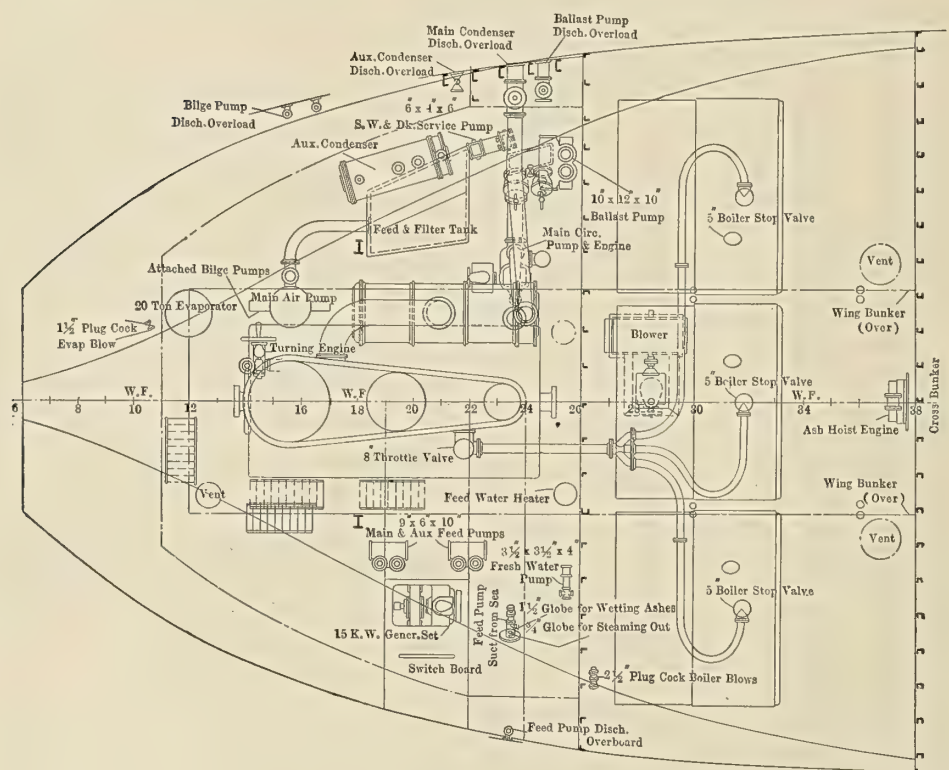 Ballast Pump
Disch. Overload
Main Condenser
Disch. Overload
Aux. Condenser
Disch. Overload
Bilge Pump
Disch. Overload
6" x 4" x 6"
S.W. & Dk. Service Pump
Aux. Condenser
10" x 12" x 10"
Ballast Pump
5" Boiler Stop Valve
Feed & Filter Tank
Main Circ.
Pump & Engine
Vent
Attached Bilge Pumps
Main Air Pump
20 Ton Evaporator
1½" Plug Cock
Evap Blow
Wing Bunker
(Over)
Blower
Turning Engine
5" Boiler Stop Valve
W.F.
W.F
W.F.
6
8
10
12
14
16
18
20
22
24
26
28
30
34
36
38
Cross Bunker
Ash Hoist Engine
8" Throttle Valve
Vent
Feed Water Heater
Wing Bunker
(Over)
Vent
9" x 6 x 10"
Main & Aux Feed Pumps
3½" x 3½" x 4"
Fresh Water
Pump
5" Boiler Stop Valve
1½" Globe for Wetting Ashes
¾" Globe for Steaming Out
Feed Pump
Suct from Sea
15 K.W. Gener. Set
Switch Board
2½" Plug Cock Boiler Blows
Feed Pump Disch.
Overboard